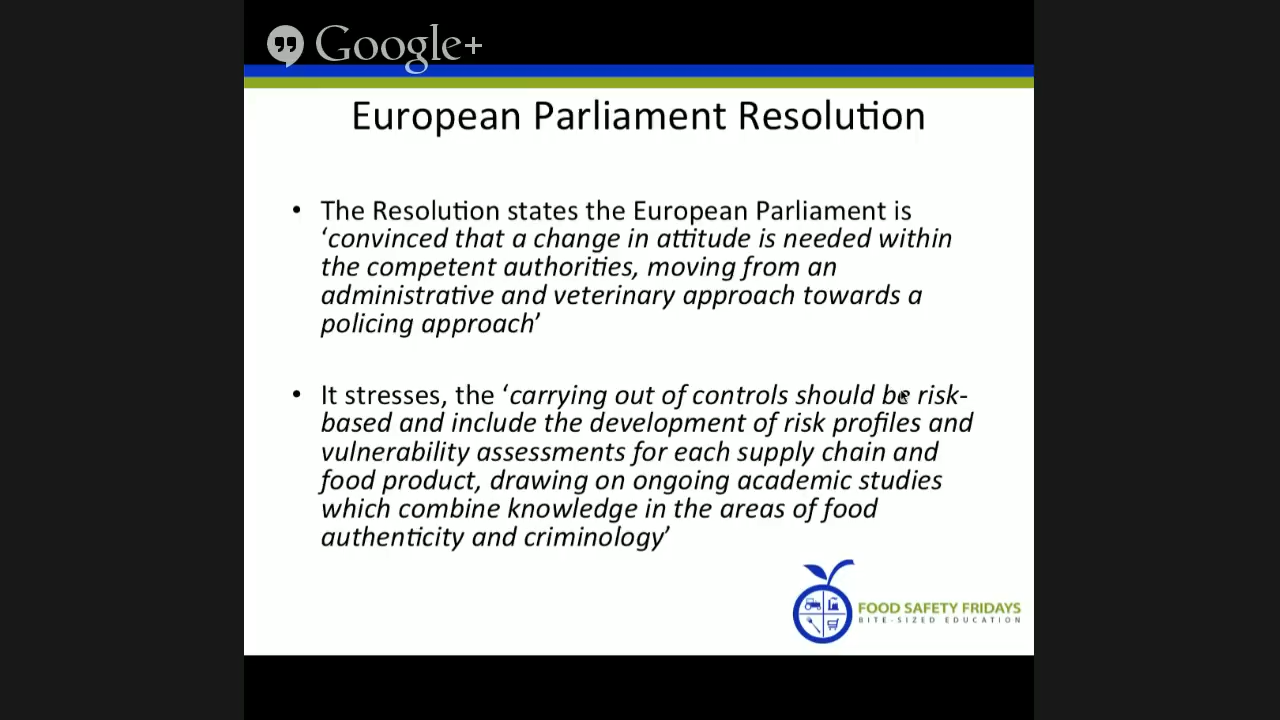 Google+
European Parliament Resolution
• The Resolution states the European Parliament is
‘convinced that a change in attitude is needed within
the competent authorities, moving from an
administrative and veterinary approach towards a
policing approach’
• It stresses, the ‘carrying out of controls should be risk-
based and include the development of risk profiles and
vulnerability assessments for each supply chain and
food product, drawing on ongoing academic studies
which combine knowledge in the areas of food
authenticity and criminology’
FOOD SAFETY FRIDAYS
BITE-SIZED EDUCATION